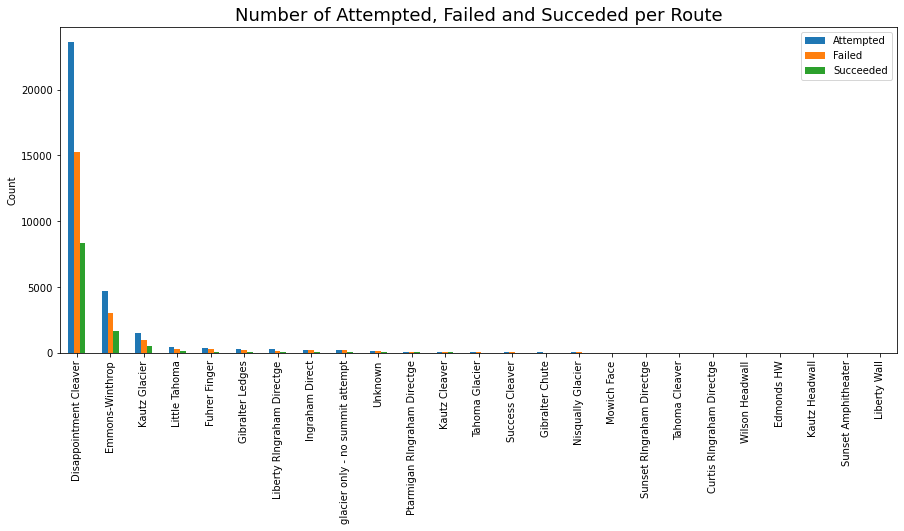 Number of Attempted, Failed and Succeded per Route
Attempted
Failed
Succeeded
Count
20000
15000
10000
5000
0
Disappointment Cleaver
Emmons-Winthrop
Kautz Glacier
Little Tahoma
Fuhrer Finger
Gibralter Ledges
Liberty RIngraham Directge
Ingraham Direct
glacier only - no summit attempt
Unknown
Ptarmigan RIngraham Directge
Kautz Cleaver
Tahoma Glacier
Success Cleaver
Gibralter Chute
Nisqually Glacier
Mowich Face
Sunset RIngraham Directge
Tahoma Cleaver
Curtis RIngraham Directge
Wilson Headwall
Edmonds HW
Kautz Headwall
Sunset Amphitheater
Liberty Wall